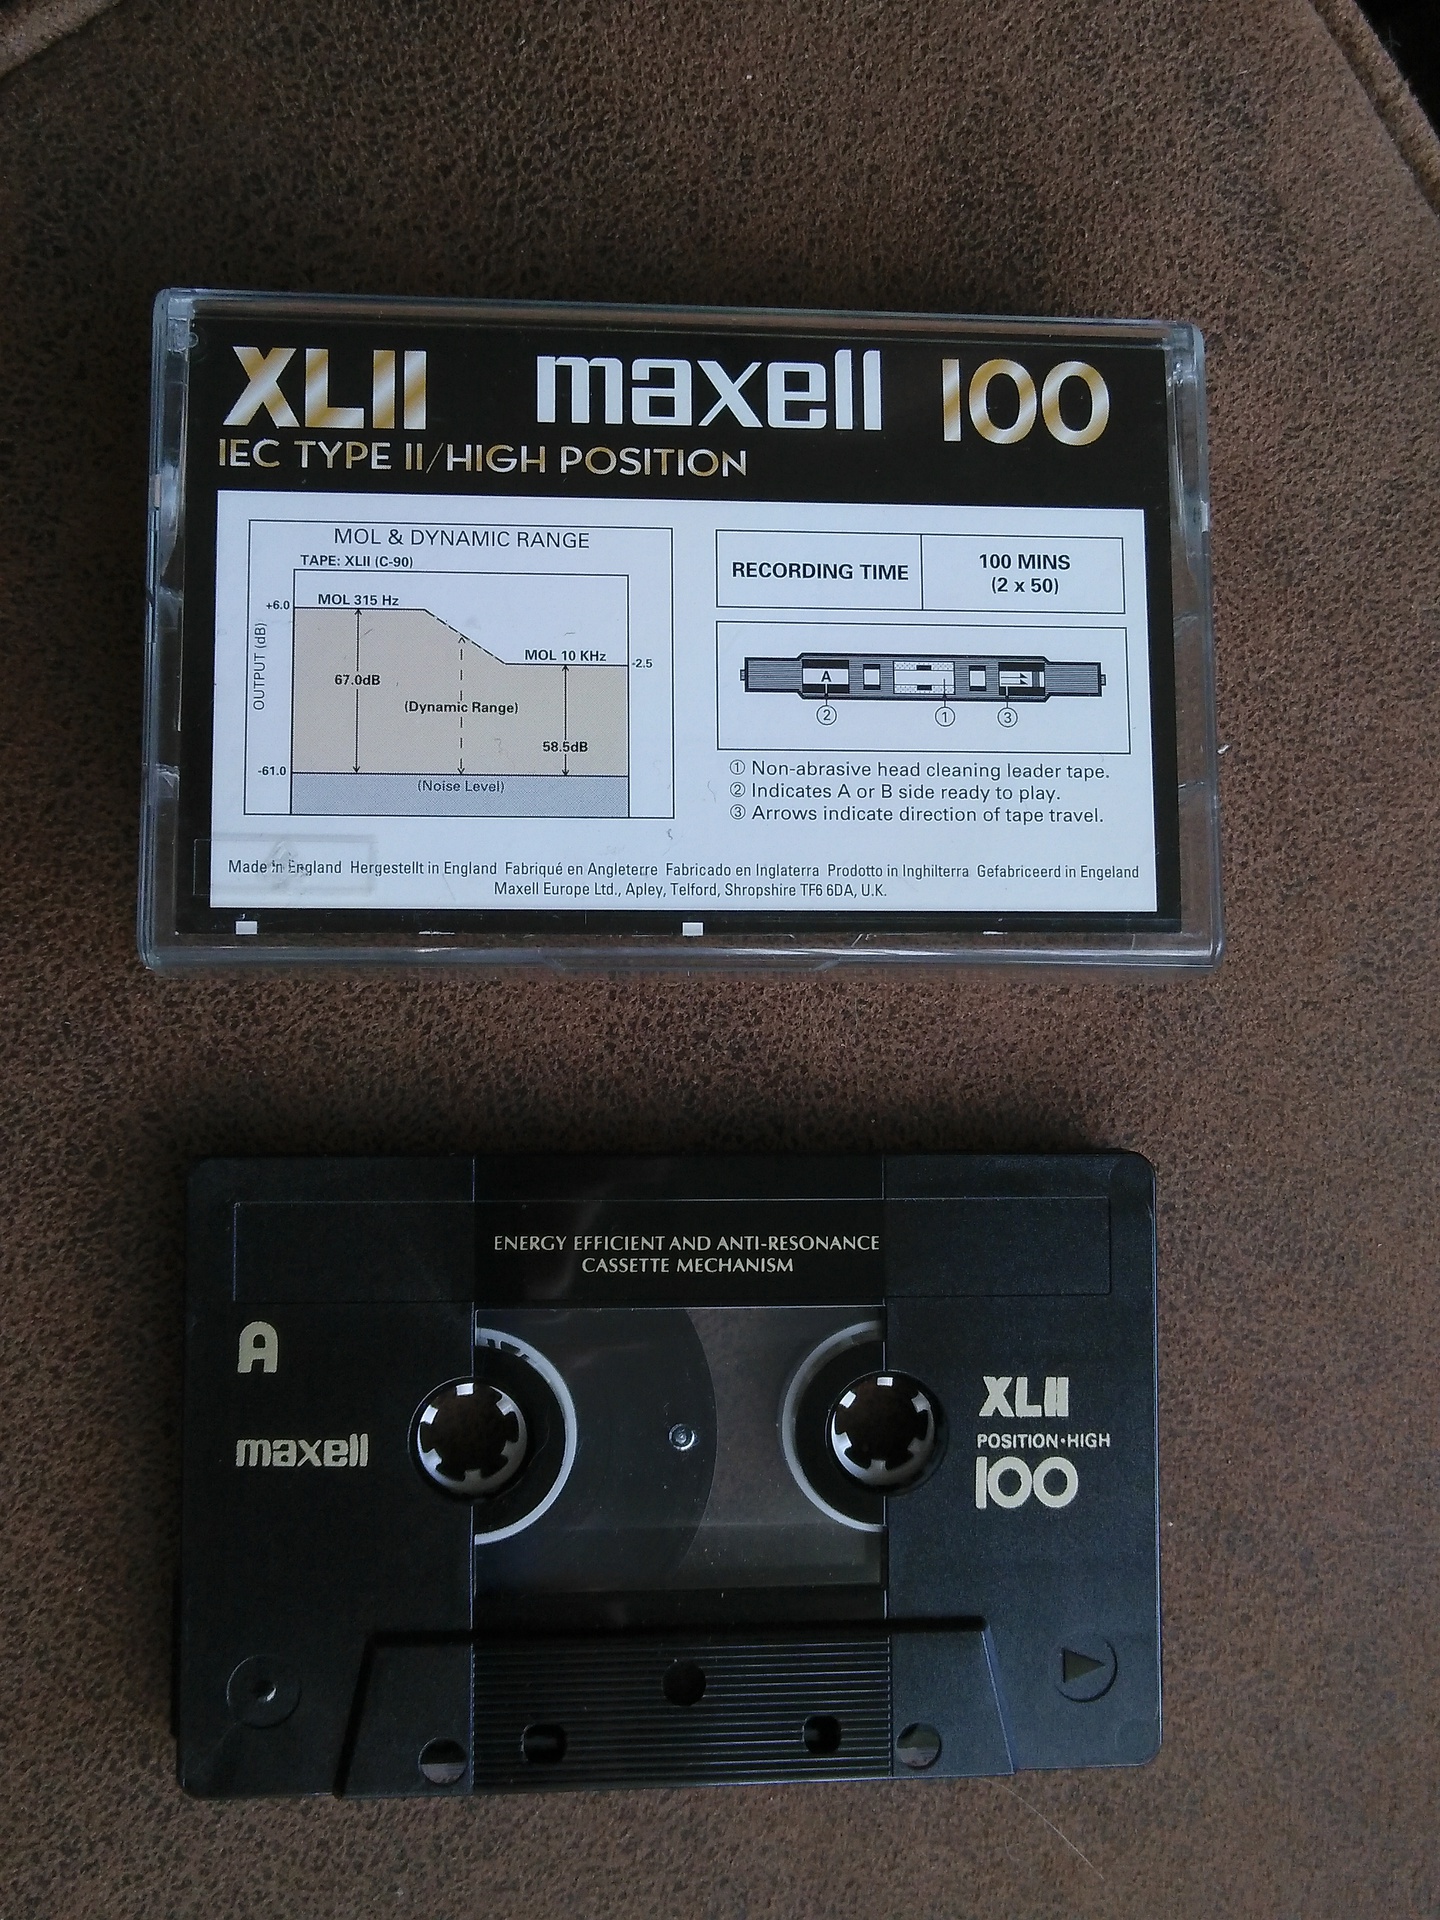 XLII maxell 100
IEC TYPE II/HIGH POSITION
MOL & DYNAMIC RANGE
TAPE: XLII (C-90)
MOL 315 Hz
+6.0
OUTPUT (dB)
MOL 10 KHz
-2.5
67.0dB
(Dynamic Range)
58.5dB
-61.0
(Noise Level)
RECORDING TIME
100 MINS
(2 x 50)
A
② ① ③
① Non-abrasive head cleaning leader tape.
② Indicates A or B side ready to play.
③ Arrows indicate direction of tape travel.
Made in England Hergestellt in England Fabriqué en Angleterre Fabricado en Inglaterra Prodotto in Inghilterra Gefabriceerd in Engeland
Maxell Europe Ltd., Apley, Telford, Shropshire TF6 6DA, U.K.
ENERGY EFFICIENT AND ANTI-RESONANCE
CASSETTE MECHANISM
A
maxell
XLII
POSITION•HIGH
100